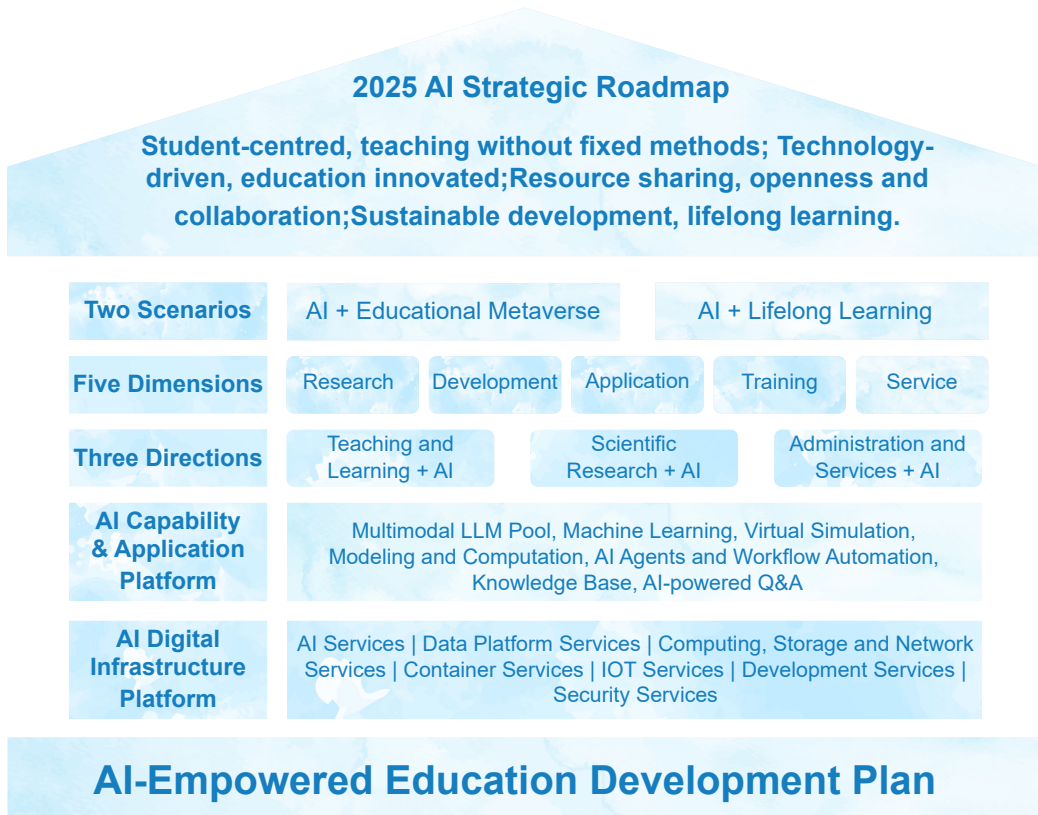 2025 AI Strategic Roadmap
Student-centred, teaching without fixed methods; Technology-
driven, education innovated;Resource sharing, openness and
collaboration;Sustainable development, lifelong learning.
Two Scenarios
AI + Educational Metaverse
AI + Lifelong Learning
Five Dimensions
Research
Development
Application
Training
Service
Three Directions
Teaching and
Learning + AI
Scientific
Research + AI
Administration and
Services + AI
AI Capability
& Application
Platform
Multimodal LLM Pool, Machine Learning, Virtual Simulation,
Modeling and Computation, AI Agents and Workflow Automation,
Knowledge Base, AI-powered Q&A
AI Digital
Infrastructure
Platform
AI Services | Data Platform Services | Computing, Storage and Network
Services | Container Services | IOT Services | Development Services |
Security Services
AI-Empowered Education Development Plan